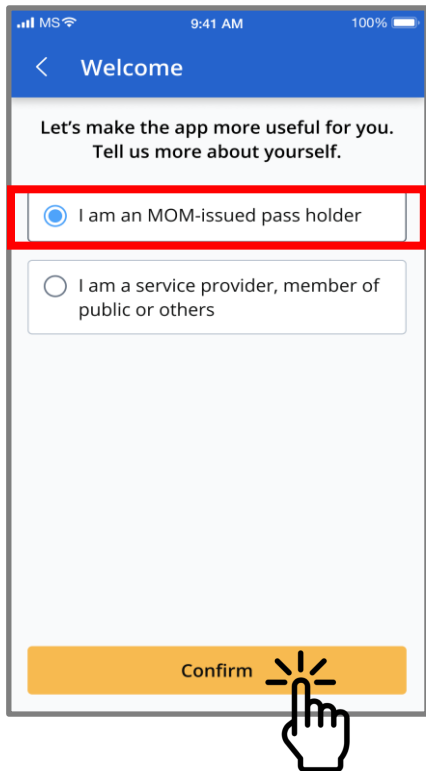 MS 9:41 AM 100%
Welcome
Let’s make the app more useful for you.
Tell us more about yourself.
I am an MOM-issued pass holder
I am a service provider, member of
public or others
Confirm